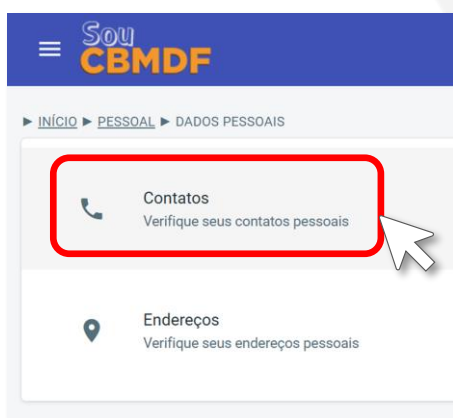 Sou
CBMDF
► INÍCIO ► PESSOAL ► DADOS PESSOAIS
Contatos
Verifique seus contatos pessoais
Endereços
Verifique seus endereços pessoais